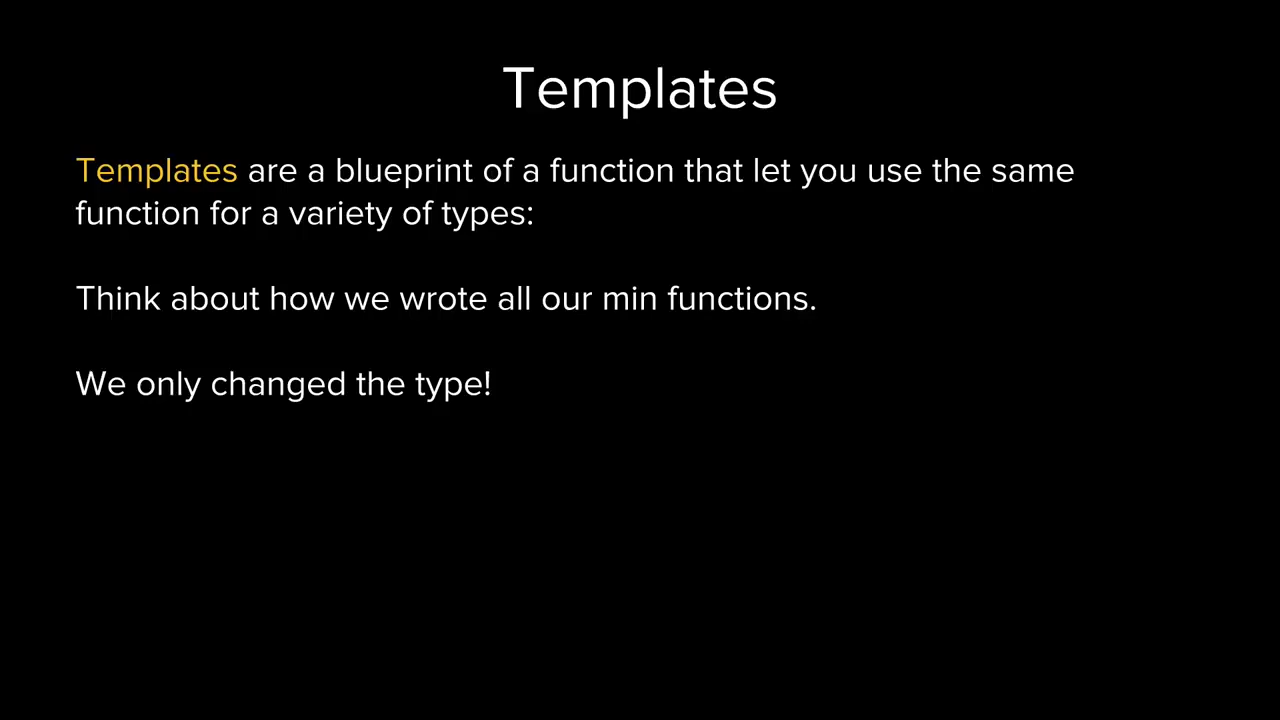 Templates
Templates are a blueprint of a function that let you use the same
function for a variety of types:
Think about how we wrote all our min functions.
We only changed the type!